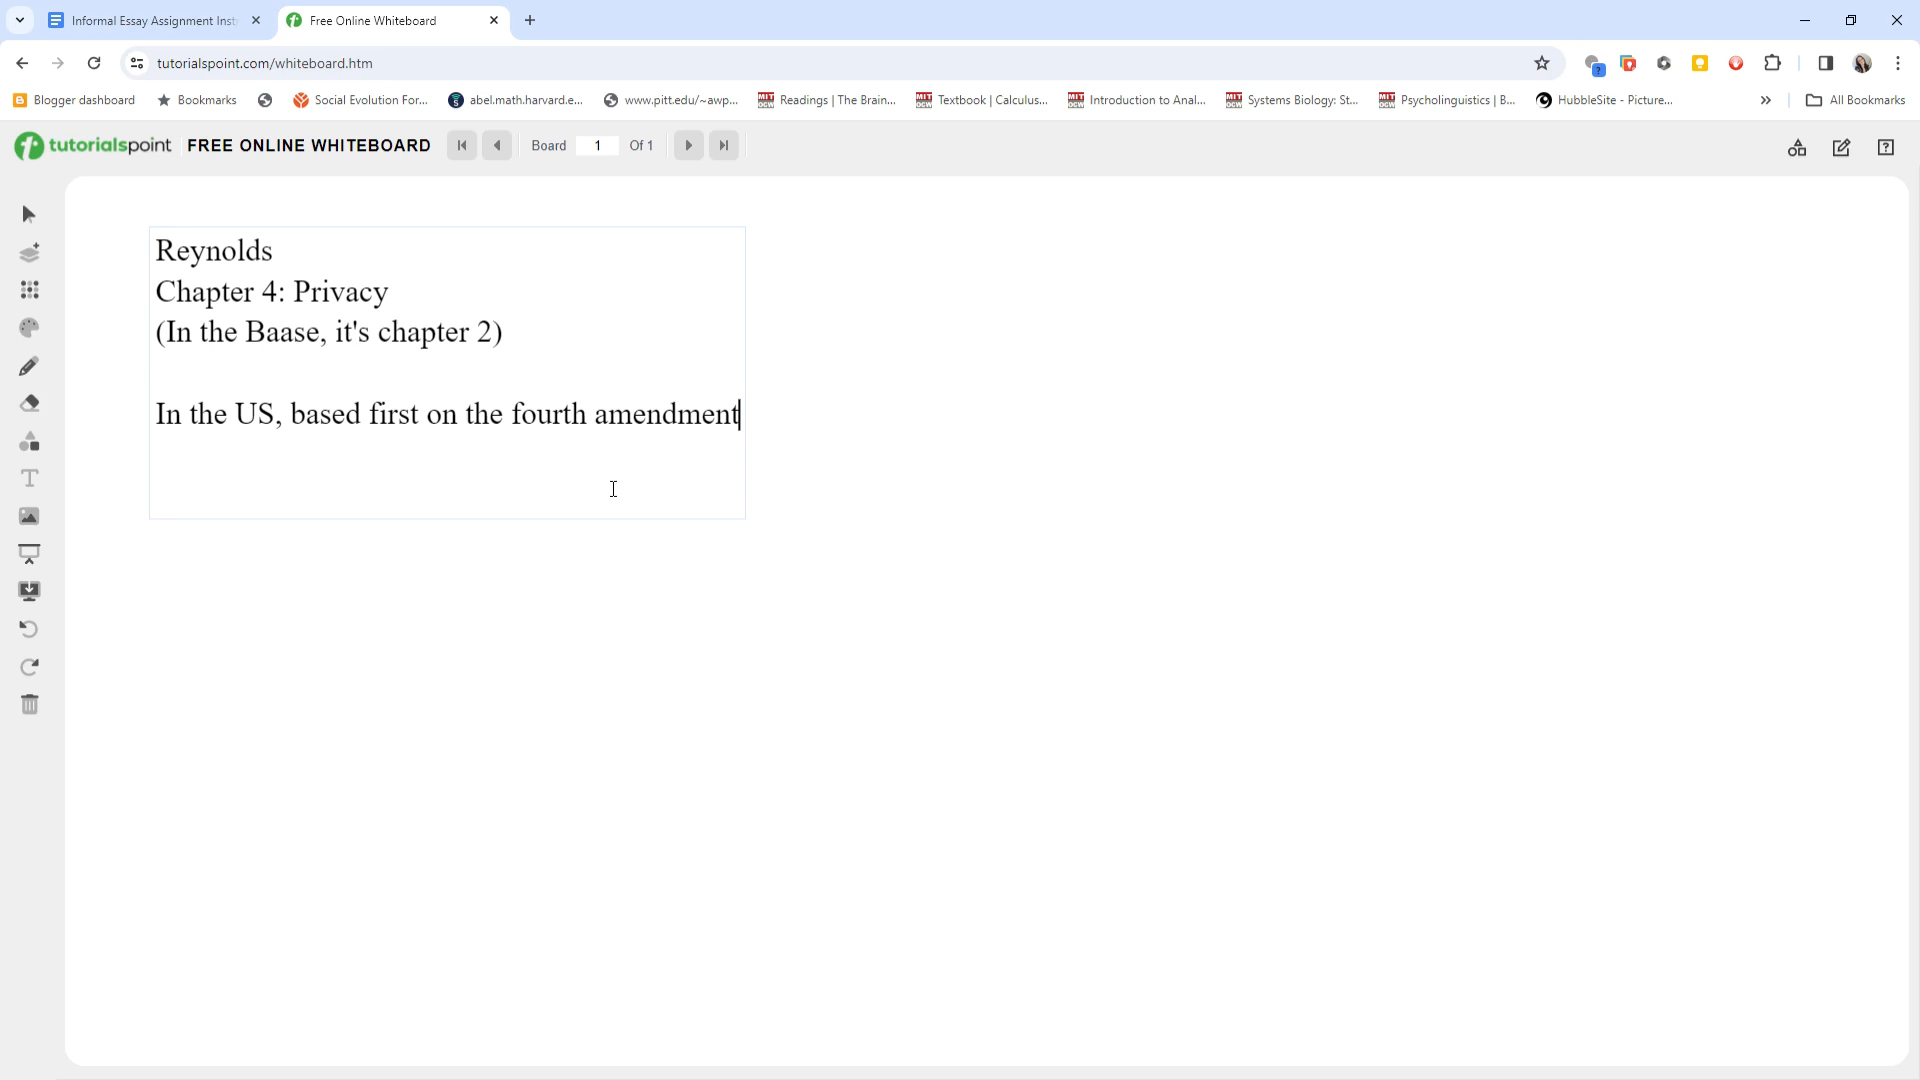 Informal Essay Assignment Inst
Free Online Whiteboard
tutorialspoint.com/whiteboard.htm
Blogger dashboard
Bookmarks
Social Evolution For...
abel.math.harvard.e...
www.pitt.edu/~awp...
Readings | The Brain...
Textbook | Calculus...
Introduction to Anal...
Systems Biology: St...
Psycholinguistics | B...
HubbleSite - Picture...
All Bookmarks
tutorialspoint FREE ONLINE WHITEBOARD Board 1 Of 1
Reynolds
Chapter 4: Privacy
(In the Baase, it's chapter 2)
In the US, based first on the fourth amendment